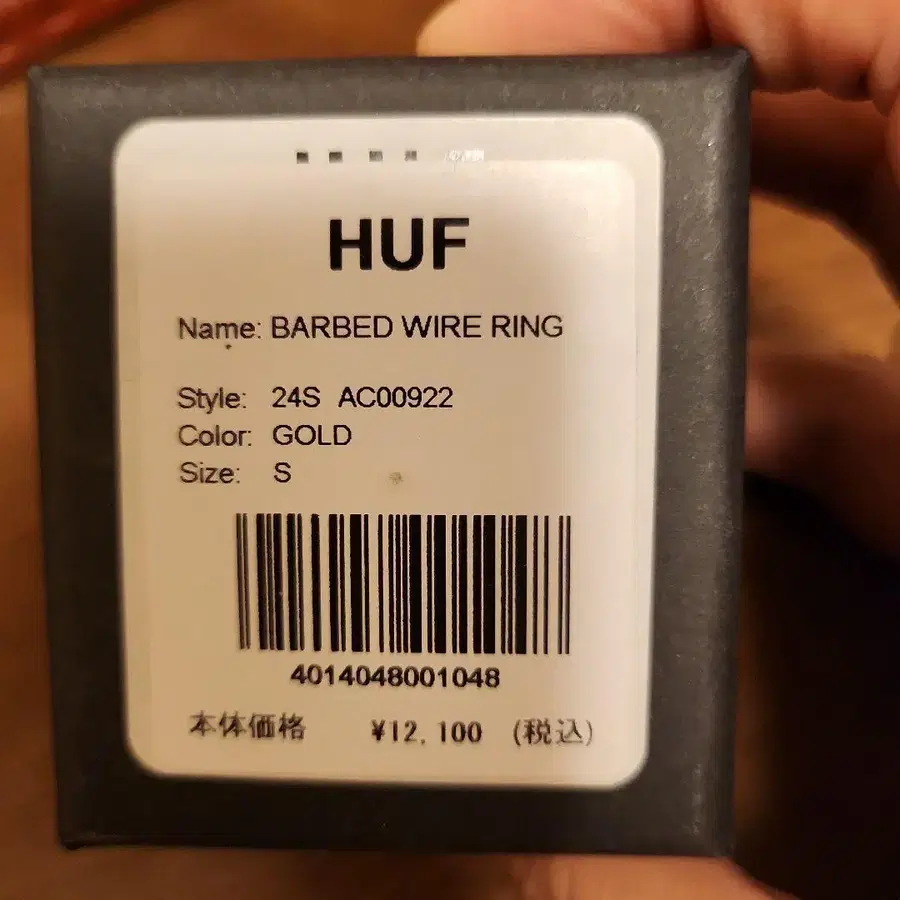 HUF
Name: BARBED WIRE RING
Style: 24S AC00922
Color: GOLD
Size: S
4014048001048
本体価格 ¥12,100 (税込)